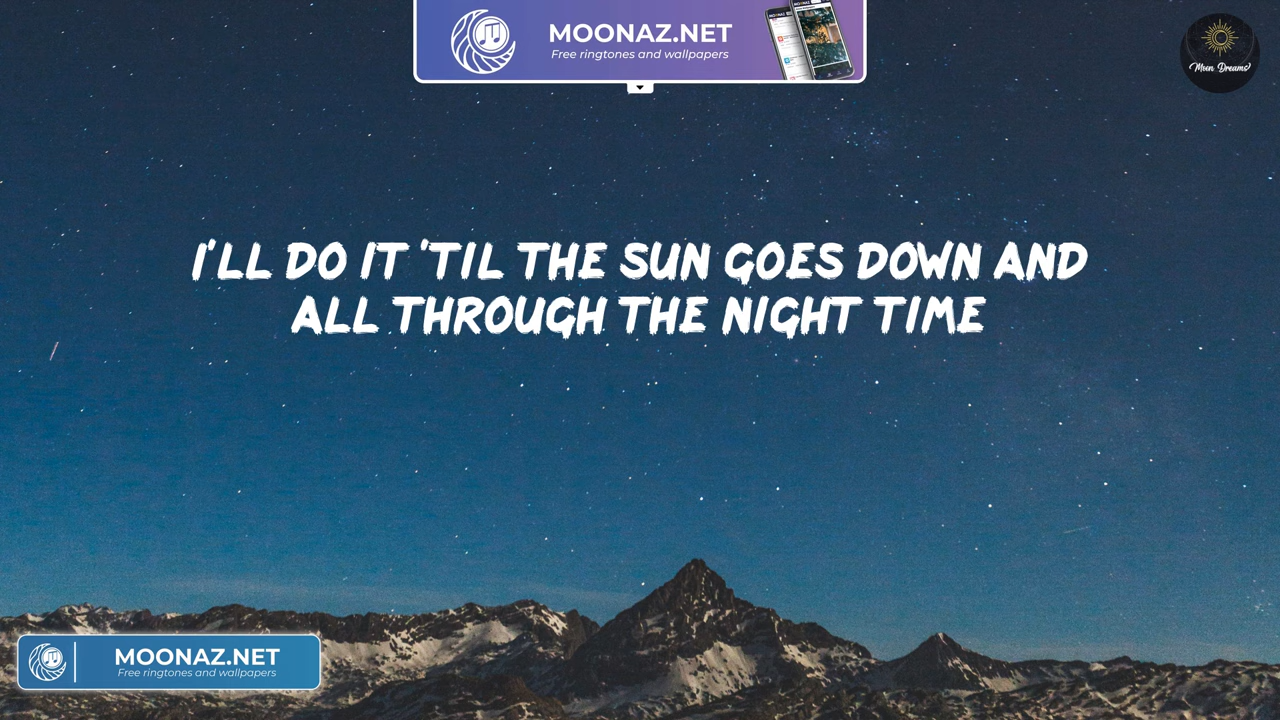 MOONAZ.NET
Free ringtones and wallpapers
Moon Dreams
I'LL DO IT 'TIL THE SUN GOES DOWN AND
ALL THROUGH THE NIGHT TIME
MOONAZ.NET
Free ringtones and wallpapers